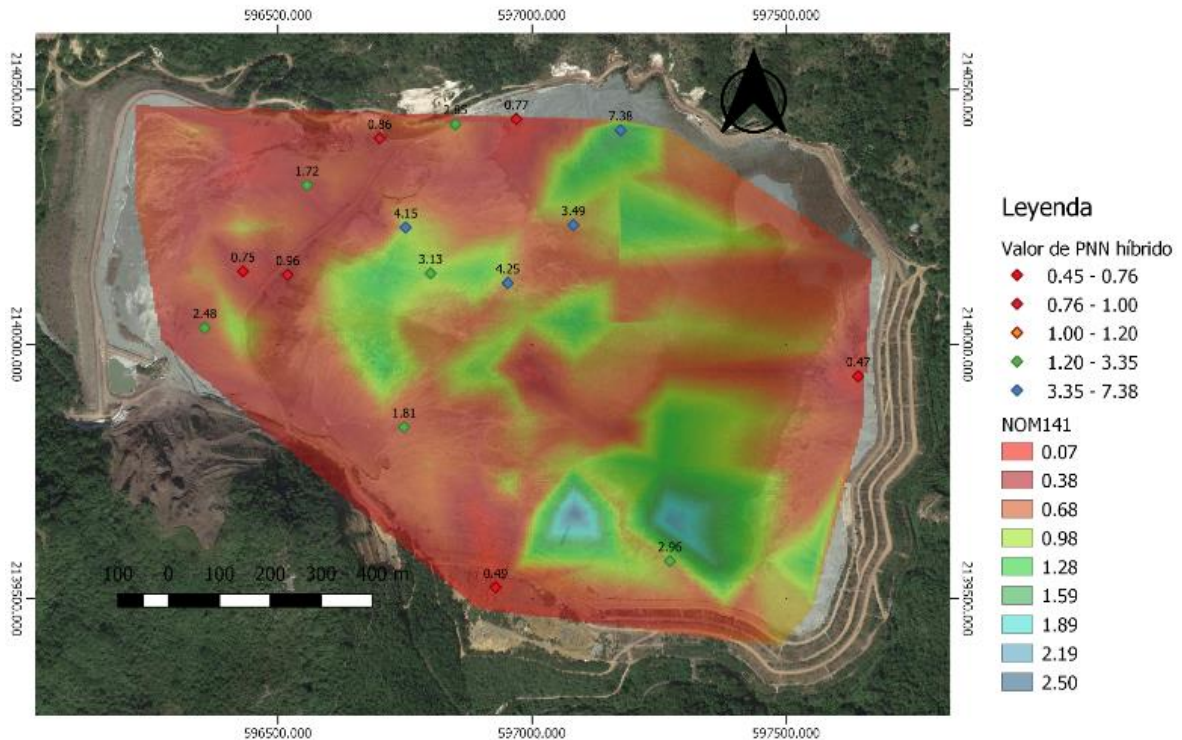 596500.000 597000.000 597500.000
2140500.000 2140500.000
0.86
2.85
0.77
7.38
1.72
4.15
3.49
0.75
0.96
3.13
4.25
2.48
2140000.000 2140000.000
0.47
1.81
2.96
0.49
100 0 100 200 300 400 m
2139500.000 2139500.000
596500.000 597000.000 597500.000
Leyenda
Valor de PNN híbrido
0.45 - 0.76
0.76 - 1.00
1.00 - 1.20
1.20 - 3.35
3.35 - 7.38
NOM141
0.07
0.38
0.68
0.98
1.28
1.59
1.89
2.19
2.50